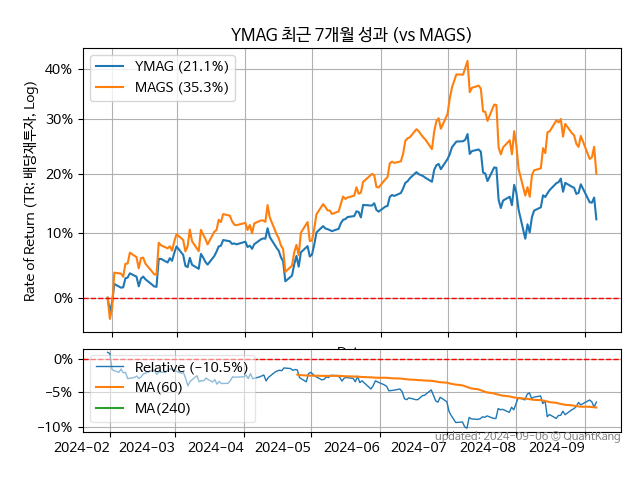 YMAG 최근 7개월 성과 (vs MAGS)
Rate of Return (TR: 배당재투자, Log)
40%
30%
20%
10%
0%
YMAG (21.1%)
MAGS (35.3%)
0%
−5%
−10%
Relative (−10.5%)
MA(60)
MA(240)
2024−02 2024−03 2024−04 2024−05 2024−06 2024−07 2024−08 2024−09
updated: 2024−09−06 © QuantKang